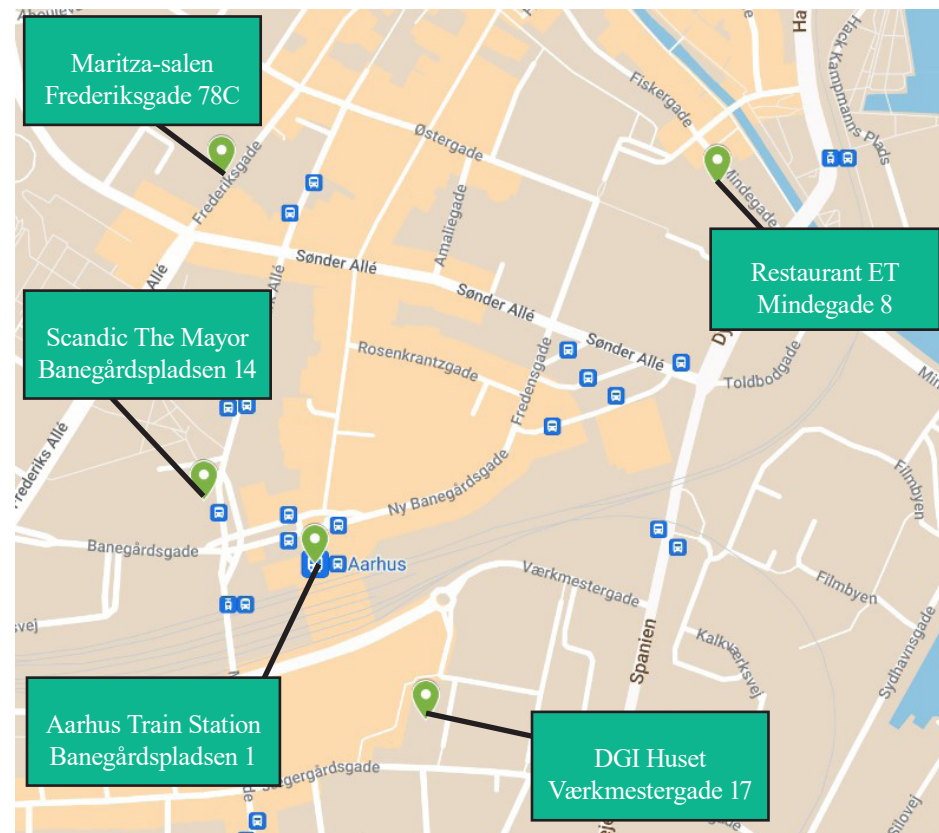 Maritza-salen
Frederiksgade 78C
Fiskergade
Hack Kampmanns Plads
Østergade
Frederiksgade
Mindegade
Amaliegade
Restaurant ET
Mindegade 8
Sønder Allé
Sønder Allé
Sønder Allé
Allé
Allé
Scandic The Mayor
Banegårdspladsen 14
Rosenkrantzgade
Fredensgade
Toldbodgade
Frederiks Allé
Ny Banegårdsgade
Filmbyen
Banegårdsgade
Aarhus
Værkmestergade
Filmbyen
Kalkværksvej
Spanien
Sydhavnsgade
Aarhus Train Station
Banegårdspladsen 1
DGI Huset
Værkmestergade 17
Silovej